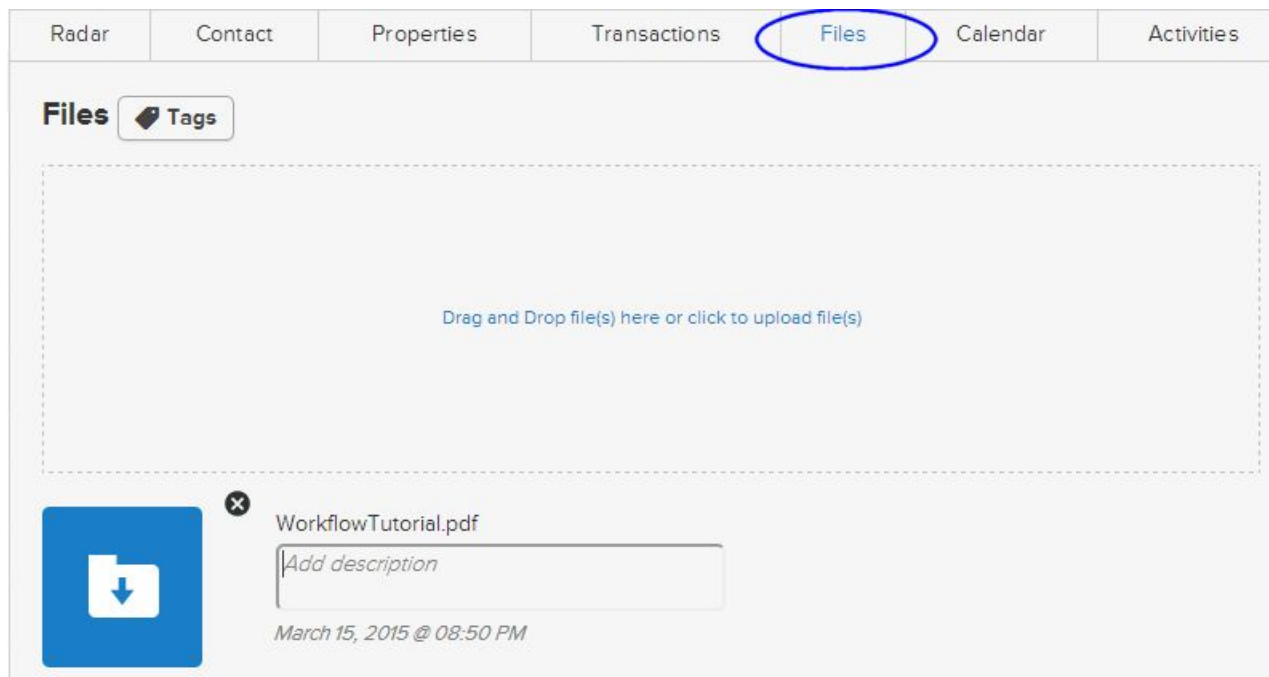 Radar Contact Properties Transactions Files Calendar Activities
Files Tags
Drag and Drop file(s) here or click to upload file(s)
WorkflowTutorial.pdf
Add description
March 15, 2015 @ 08:50 PM